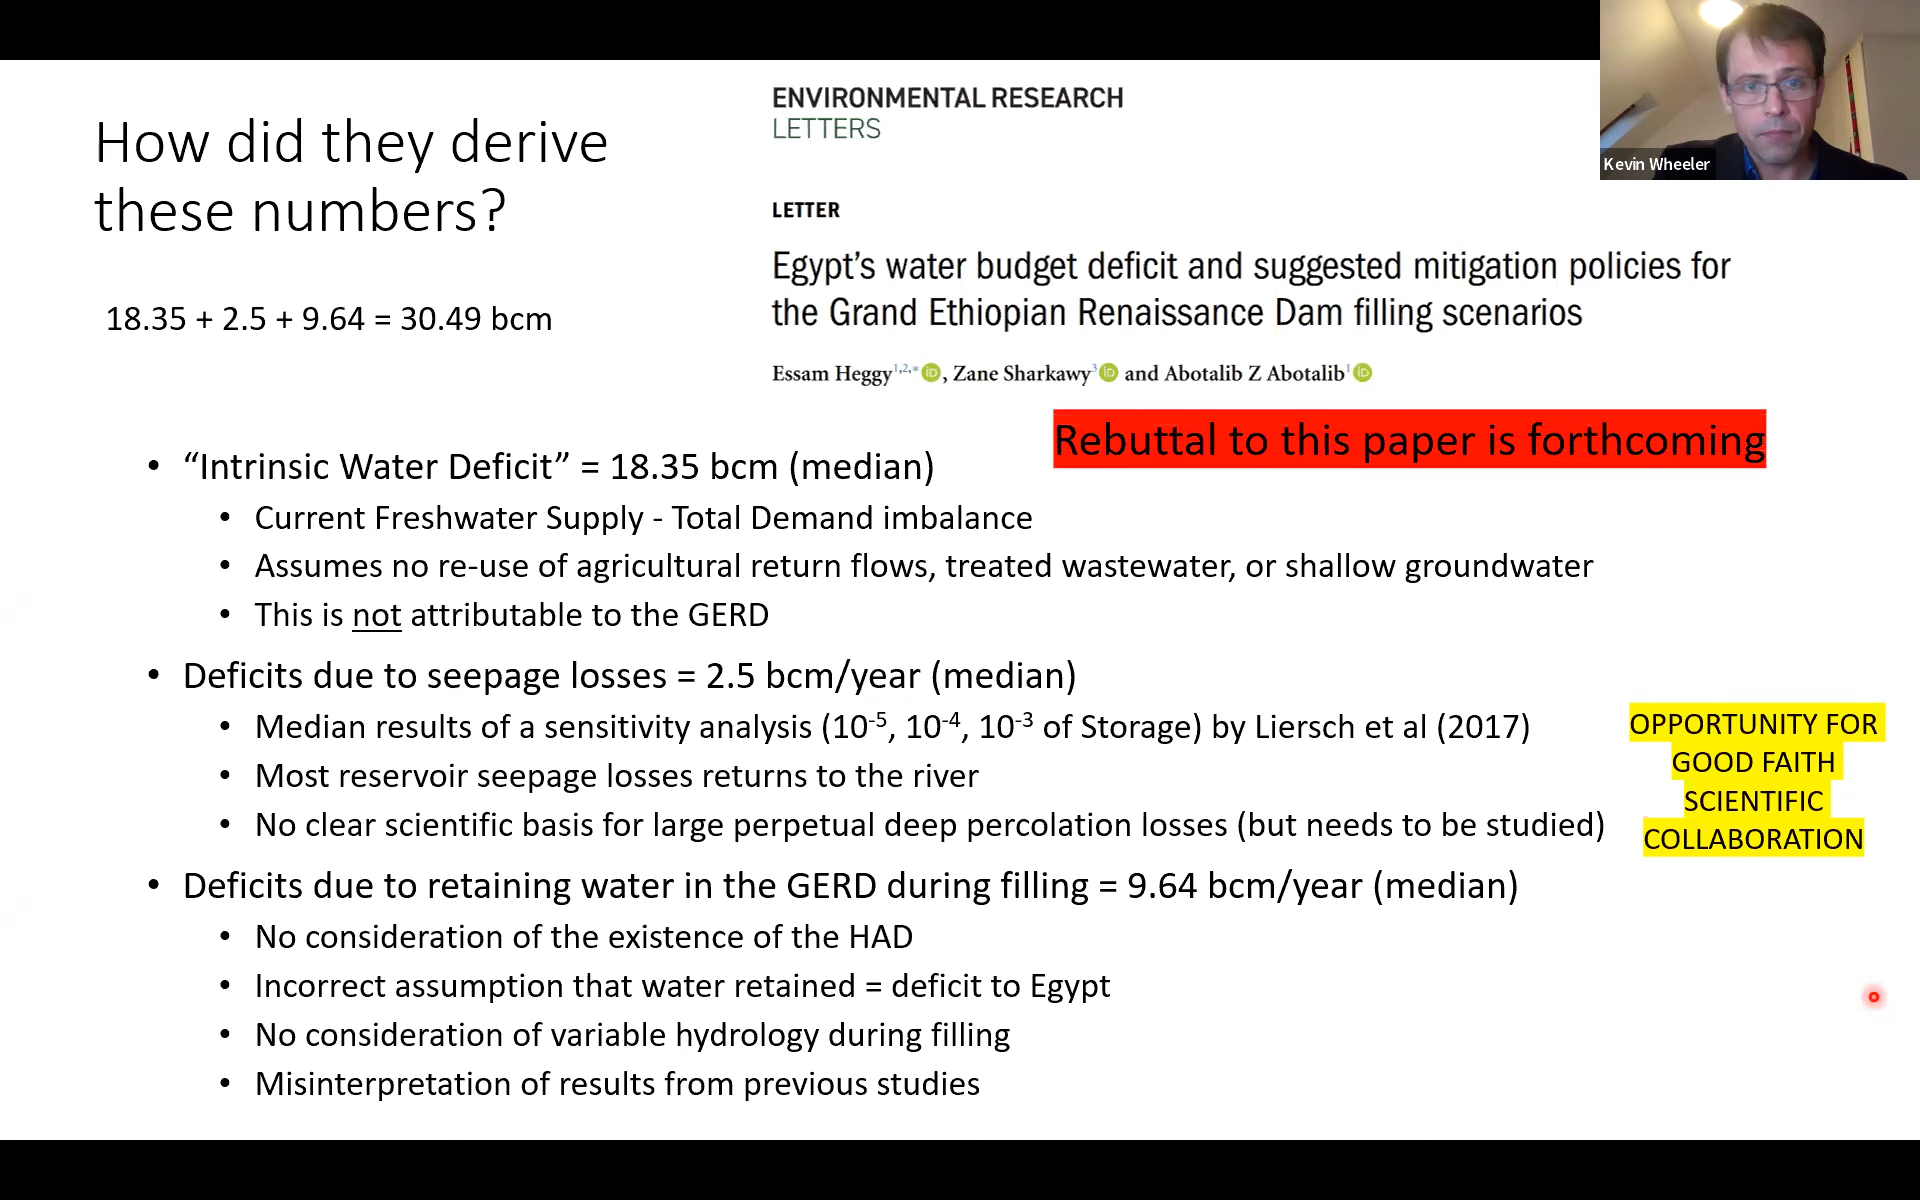 How did they derive
these numbers?
18.35 + 2.5 + 9.64 = 30.49 bcm
ENVIRONMENTAL RESEARCH
LETTERS
LETTER
Egypt’s water budget deficit and suggested mitigation policies for
the Grand Ethiopian Renaissance Dam filling scenarios
Essam Heggy1,2,* iD, Zane Sharkawy3 iD and Abotalib Z Abotalib1 iD
Kevin Wheeler
Rebuttal to this paper is forthcoming
• “Intrinsic Water Deficit” = 18.35 bcm (median)
• Current Freshwater Supply - Total Demand imbalance
• Assumes no re-use of agricultural return flows, treated wastewater, or shallow groundwater
• This is not attributable to the GERD
• Deficits due to seepage losses = 2.5 bcm/year (median)
• Median results of a sensitivity analysis (10-5, 10-4, 10-3 of Storage) by Liersch et al (2017)
• Most reservoir seepage losses returns to the river
• No clear scientific basis for large perpetual deep percolation losses (but needs to be studied)
OPPORTUNITY FOR
GOOD FAITH
SCIENTIFIC
COLLABORATION
• Deficits due to retaining water in the GERD during filling = 9.64 bcm/year (median)
• No consideration of the existence of the HAD
• Incorrect assumption that water retained = deficit to Egypt
• No consideration of variable hydrology during filling
• Misinterpretation of results from previous studies